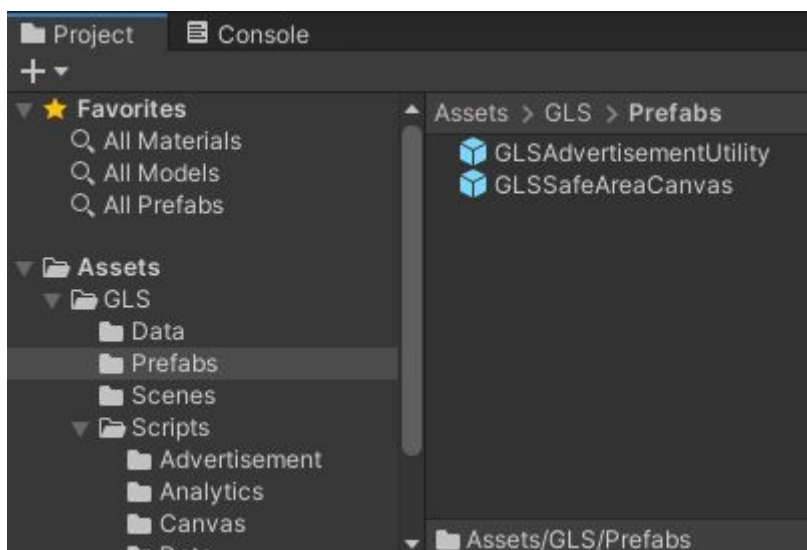 Project
Console
Favorites
All Materials
All Models
All Prefabs
Assets
GLS
Data
Prefabs
Scenes
Scripts
Advertisement
Analytics
Canvas
Assets > GLS > Prefabs
GLSAdvertisementUtility
GLSSafeAreaCanvas
Assets/GLS/Prefabs